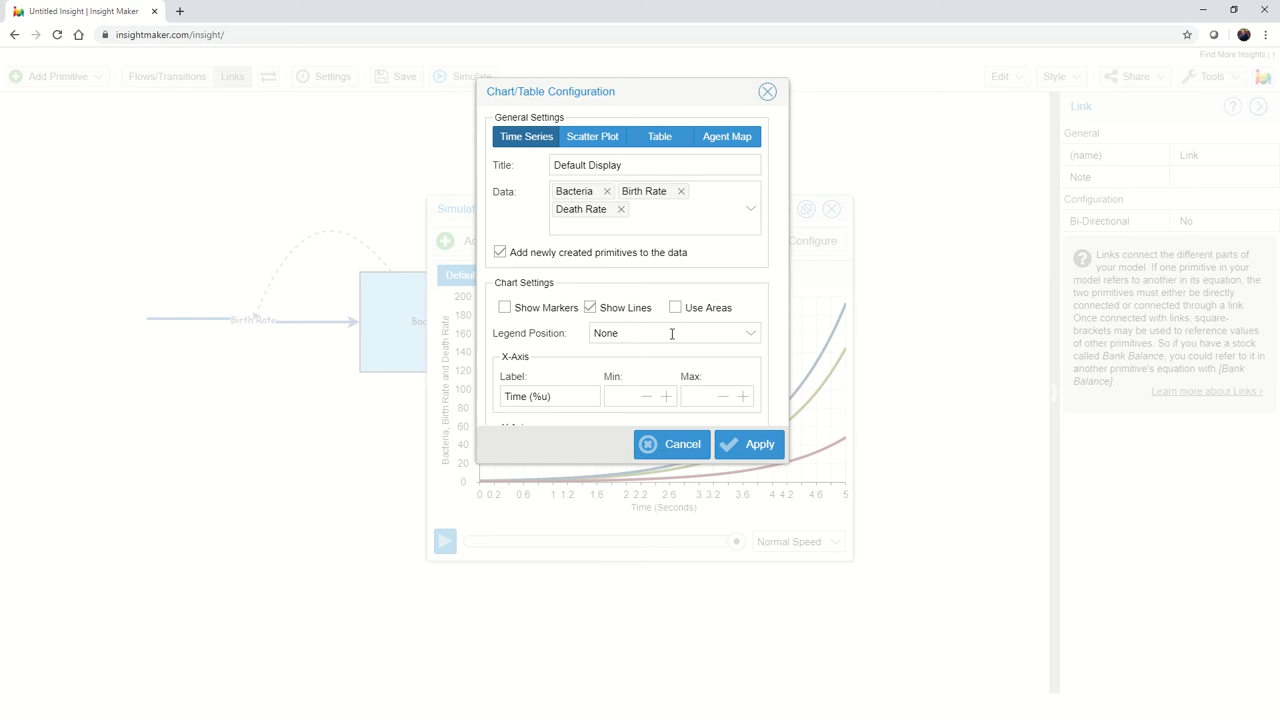 Untitled Insight | Insight Maker
insightmaker.com/insight/
Find More Insights | ↑
Add Primitive
Flows/Transitions
Links
Settings
Save
Simulate
Edit
Style
Share
Tools
Chart/Table Configuration
General Settings
Time Series
Scatter Plot
Table
Agent Map
Title:
Default Display
Data:
Bacteria
Birth Rate
Death Rate
Add newly created primitives to the data
Chart Settings
Show Markers
Show Lines
Use Areas
Legend Position:
None
X-Axis
Label:
Min:
Max:
Time (%u)
Cancel
Apply
Configure
Birth Rate
Bacteria, Birth Rate and Death Rate
200
180
160
140
120
100
80
60
40
20
0
0 0.2 0.6 1 1.2 1.6 2 2.2 2.6 3 3.2 3.6 4 4.2 4.6 5
Time (Seconds)
Normal Speed
Link
General
(name) Link
Note
Configuration
Bi-Directional No
Links connect the different parts of
your model. If one primitive in your
model refers to another in its equation, the
two primitives must either be directly
connected or connected through a link.
Once connected with links, square-
brackets may be used to reference values
of other primitives. So if you have a stock
called Bank Balance, you could refer to it in
another primitive's equation with [Bank
Balance].
Learn more about Links ›